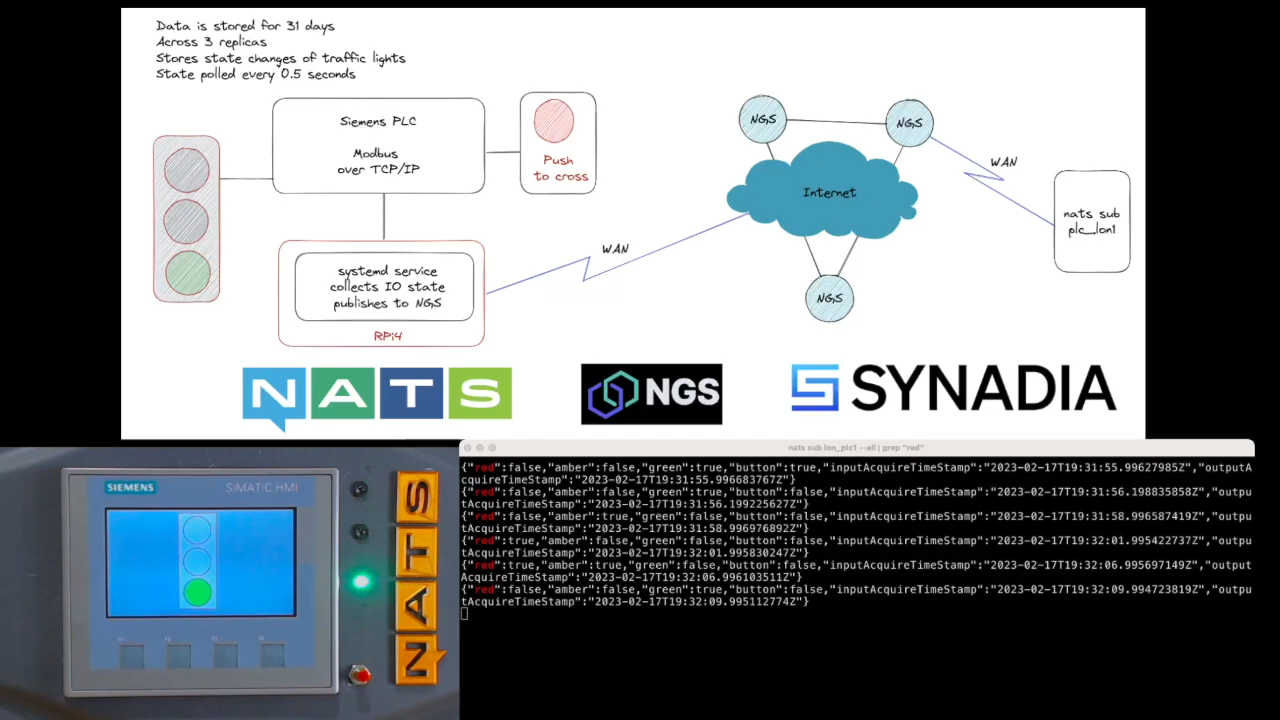 Data is stored for 31 days
Across 3 replicas
Stores state changes of traffic lights
State polled every 0.5 seconds
Siemens PLC
Modbus
over TCP/IP
Push
to cross
systemd service
collects IO state
publishes to NGS
RPi4
WAN
NGS
NGS
Internet
NGS
WAN
nats sub
plc_lon1
NATS
NGS
SYNADIA
SIEMENS
SIMATIC HMI
F1
F2
F3
F4
NATS
nats sub lon_plc1 --all | grep "red"
{"red":false,"amber":false,"green":true,"button":true,"inputAcquireTimeStamp":"2023-02-17T19:31:55.99627985Z","outputA
cquireTimeStamp":"2023-02-17T19:31:55.996683767Z"}
{"red":false,"amber":false,"green":true,"button":false,"inputAcquireTimeStamp":"2023-02-17T19:31:56.198835858Z","outpu
tAcquireTimeStamp":"2023-02-17T19:31:56.199225627Z"}
{"red":false,"amber":true,"green":false,"button":false,"inputAcquireTimeStamp":"2023-02-17T19:31:58.996587419Z","outpu
tAcquireTimeStamp":"2023-02-17T19:31:58.996976892Z"}
{"red":true,"amber":false,"green":false,"button":false,"inputAcquireTimeStamp":"2023-02-17T19:32:01.995422737Z","outpu
tAcquireTimeStamp":"2023-02-17T19:32:01.995830247Z"}
{"red":true,"amber":true,"green":false,"button":false,"inputAcquireTimeStamp":"2023-02-17T19:32:06.995697149Z","output
AcquireTimeStamp":"2023-02-17T19:32:06.996103511Z"}
{"red":false,"amber":false,"green":true,"button":false,"inputAcquireTimeStamp":"2023-02-17T19:32:09.994723819Z","outpu
tAcquireTimeStamp":"2023-02-17T19:32:09.995112774Z"}